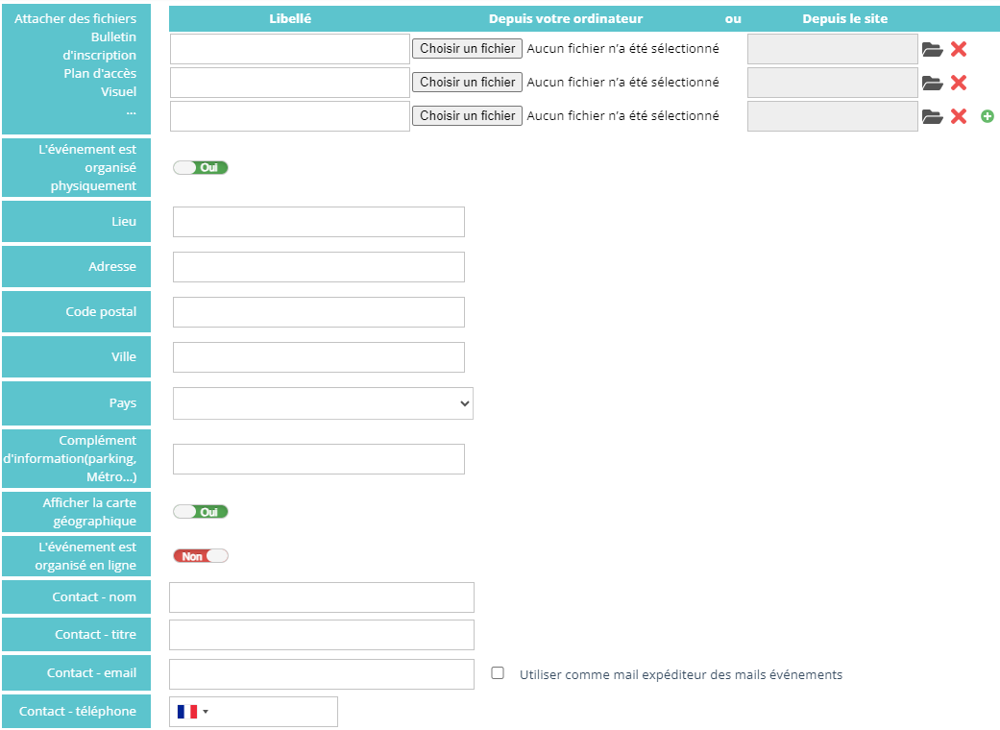 Attacher des fichiers
Bulletin
d'inscription
Plan d'accès
Visuel
...
Libellé Depuis votre ordinateur ou Depuis le site
Choisir un fichier Aucun fichier n'a été sélectionné
Choisir un fichier Aucun fichier n'a été sélectionné
Choisir un fichier Aucun fichier n'a été sélectionné
L'événement est
organisé
physiquement
Oui
Lieu
Adresse
Code postal
Ville
Pays
Complément
d'information(parking,
Métro...)
Afficher la carte
géographique
Oui
L'événement est
organisé en ligne
Non
Contact - nom
Contact - titre
Contact - email
Utiliser comme mail expéditeur des mails événements
Contact - téléphone